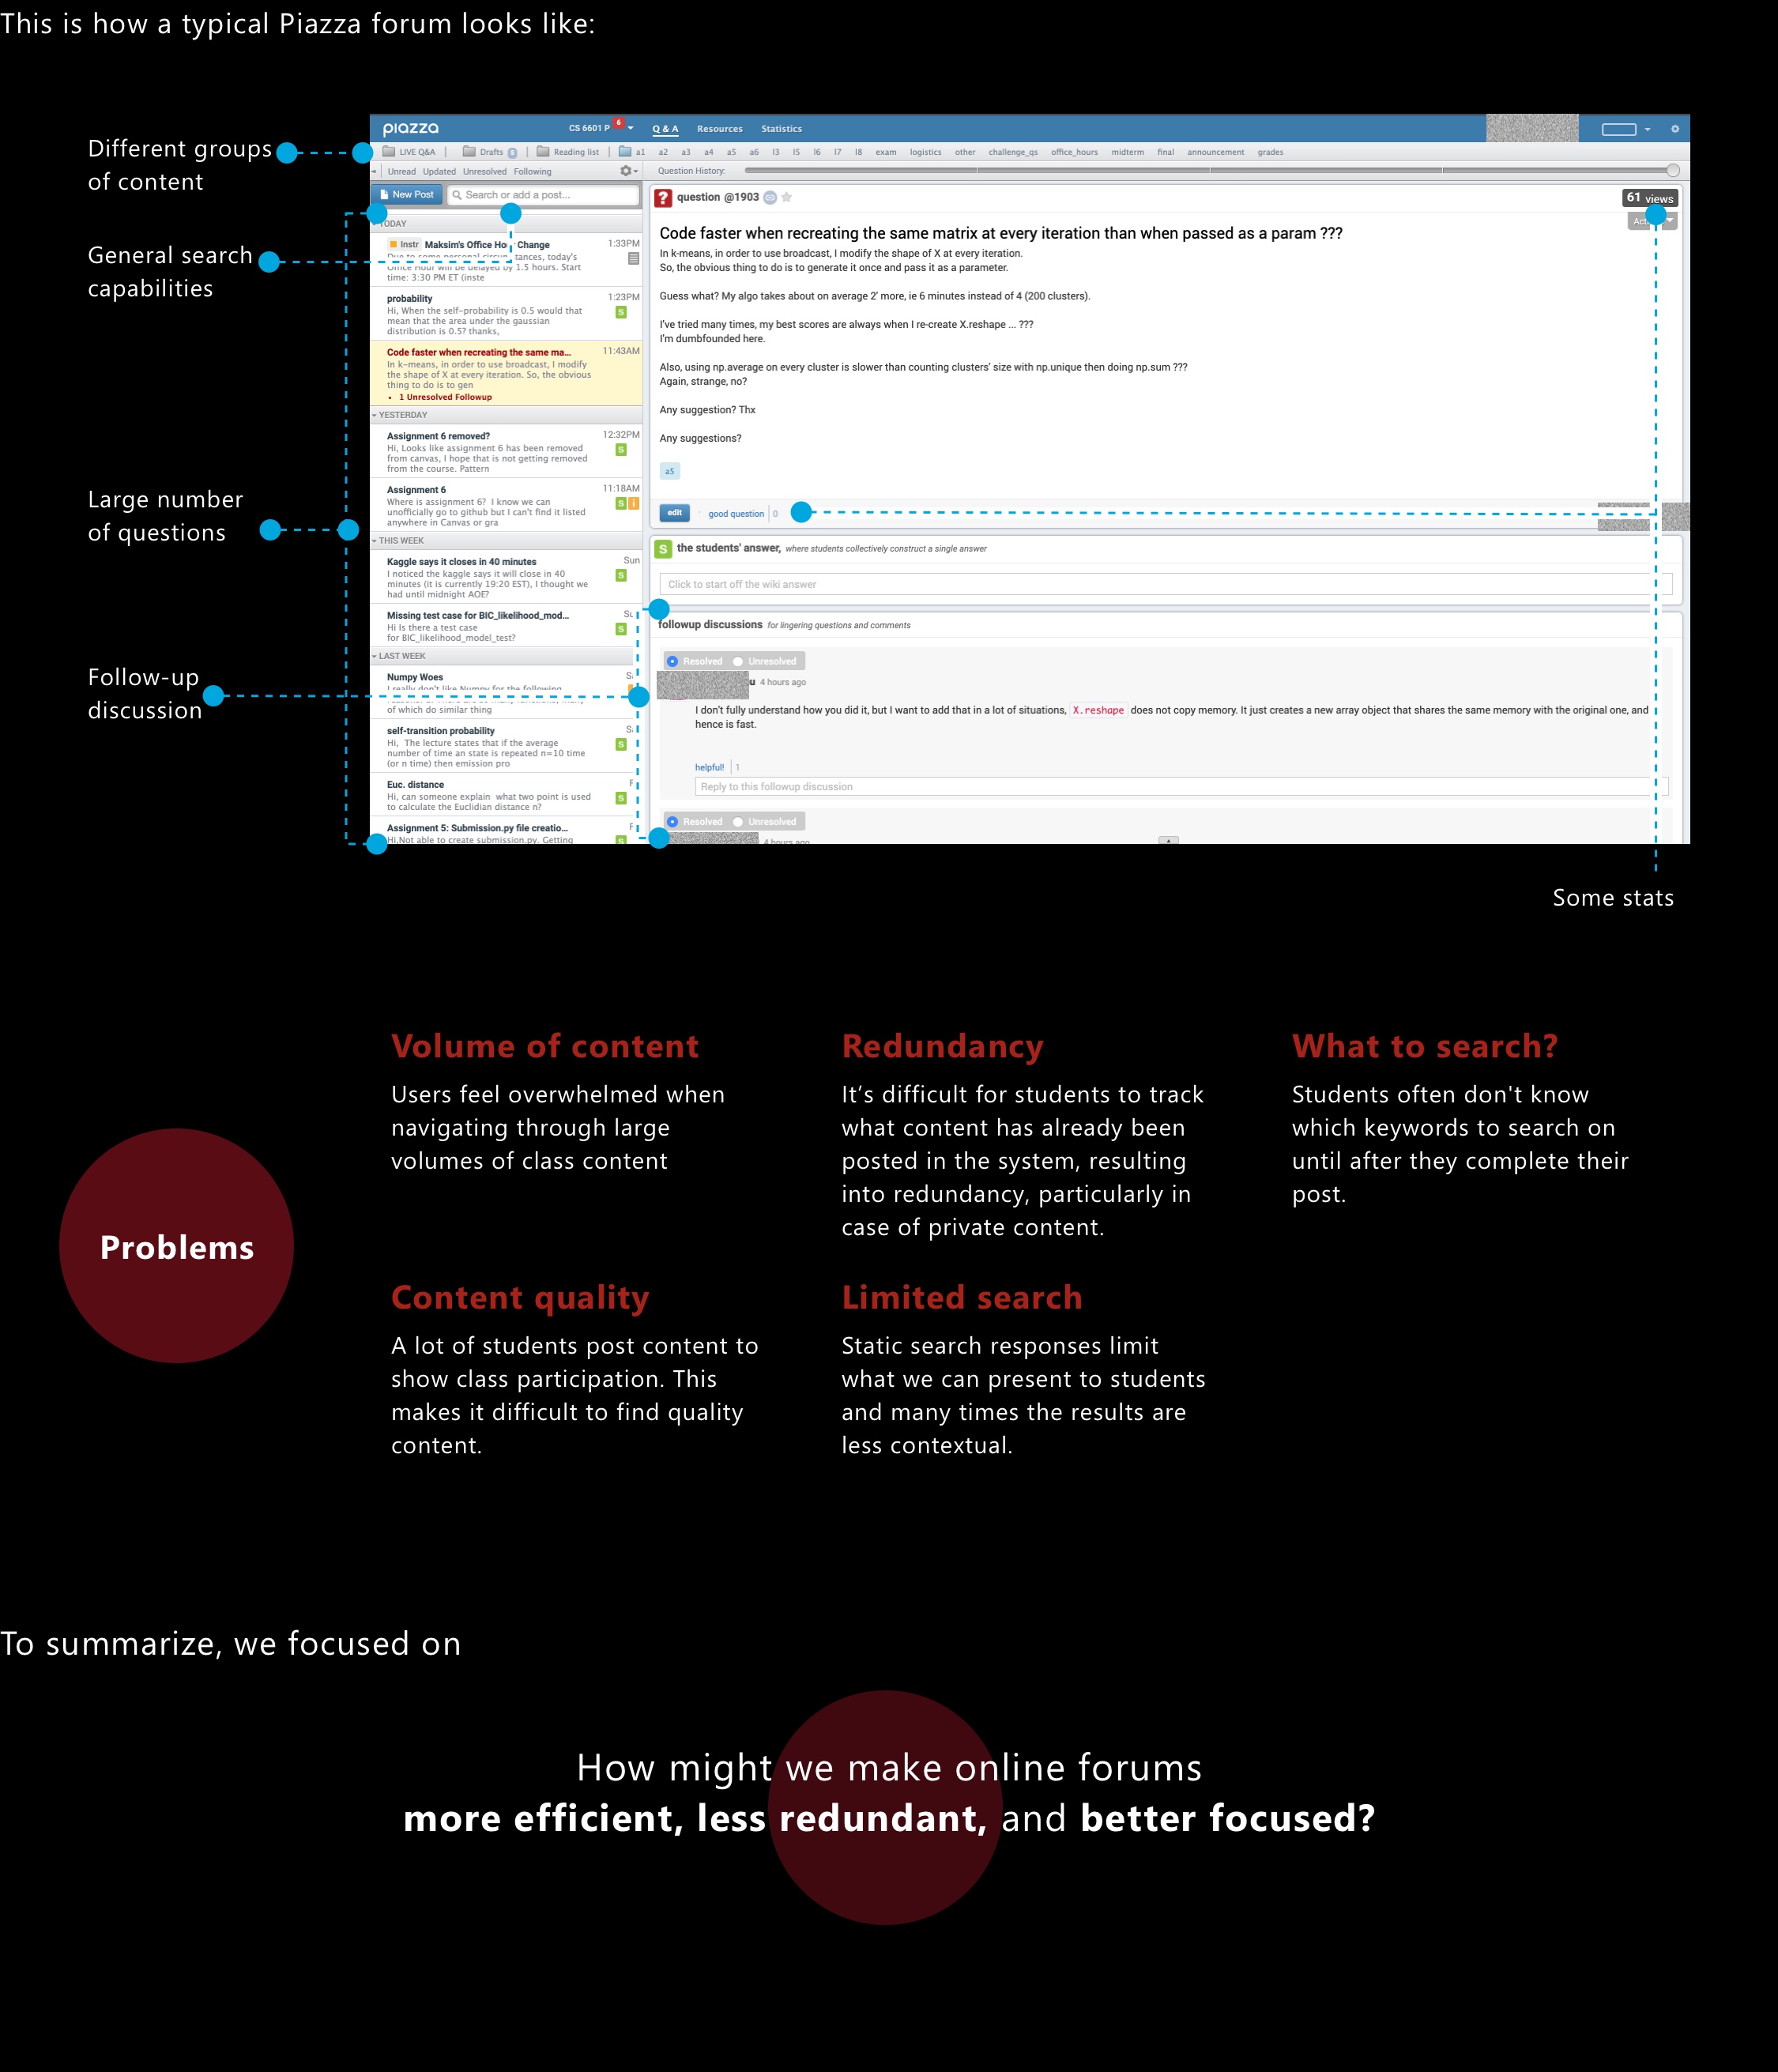 This is how a typical Piazza forum looks like:
Different groups
of content
General search
capabilities
Large number
of questions
Follow-up
discussion
piazza
CS 6601 P
6
Q & A
Resources
Statistics
LIVE Q&A
Drafts
Reading list
a1 a2 a3 a4 a5 a6 l3 l5 l6 l7 l8 exam logistics other challenge_qs office_hours midterm final announcement grades
Unread Updated Unresolved Following
New Post
Search or add a post...
TODAY
Instr Maksim's Office Change
1:33PM
tances, today's
Office Hour will be delayed by 1.5 hours. Start
time: 3:30 PM ET (inste
probability
1:23PM
Hi, When the self-probability is 0.5 would that
mean that the area under the gaussian
distribution is 0.5? thanks,
S
Code faster when recreating the same ma...
11:43AM
In k-means, in order to use broadcast, I modify
the shape of X at every iteration. So, the obvious
thing to do is to gen
• 1 Unresolved Followup
YESTERDAY
Assignment 6 removed?
12:32PM
Hi, Looks like assignment 6 has been removed
from canvas, I hope that is not getting removed
from the course. Pattern
S
Assignment 6
11:18AM
Where is assignment 6? I know we can
unofficially go to github but I can't find it listed
anywhere in Canvas or gra
S i
THIS WEEK
Kaggle says it closes in 40 minutes
Sun
I noticed the kaggle says it will close in 40
minutes (it is currently 19:20 EST), I thought we
had until midnight AOE?
S
Missing test case for BIC_likelihood_mod...
Hi Is there a test case
for BIC_likelihood_model_test?
S
LAST WEEK
Numpy Woes
I really don't like Numpy for the following
of which do similar thing
self-transition probability
Hi, The lecture states that if the average
number of time an state is repeated n=10 time
(or n time) then emission pro
S
Euc. distance
Hi, can someone explain what two point is used
to calculate the Euclidian distance n?
S
Assignment 5: Submission.py file creatio...
Hi,Not able to create submission.py. Getting
S
Question History:
question @1903
61 views
Code faster when recreating the same matrix at every iteration than when passed as a param ???
In k-means, in order to use broadcast, I modify the shape of X at every iteration.
So, the obvious thing to do is to generate it once and pass it as a parameter.
Guess what? My algo takes about on average 2' more, ie 6 minutes instead of 4 (200 clusters).
I've tried many times, my best scores are always when I re-create X.reshape ... ???
I'm dumbfounded here.
Also, using np.average on every cluster is slower than counting clusters' size with np.unique then doing np.sum ???
Again, strange, no?
Any suggestion? Thx
Any suggestions?
a5
edit
good question 0
S the students' answer, where students collectively construct a single answer
Click to start off the wiki answer
followup discussions for lingering questions and comments
Resolved Unresolved
u 4 hours ago
I don't fully understand how you did it, but I want to add that in a lot of situations, X.reshape does not copy memory. It just creates a new array object that shares the same memory with the original one, and
hence is fast.
helpful! 1
Reply to this followup discussion
Resolved Unresolved
4 hours ago
Some stats
Problems
Volume of content
Users feel overwhelmed when
navigating through large
volumes of class content
Redundancy
It’s difficult for students to track
what content has already been
posted in the system, resulting
into redundancy, particularly in
case of private content.
What to search?
Students often don't know
which keywords to search on
until after they complete their
post.
Content quality
A lot of students post content to
show class participation. This
makes it difficult to find quality
content.
Limited search
Static search responses limit
what we can present to students
and many times the results are
less contextual.
To summarize, we focused on
How might we make online forums
more efficient, less redundant, and better focused?